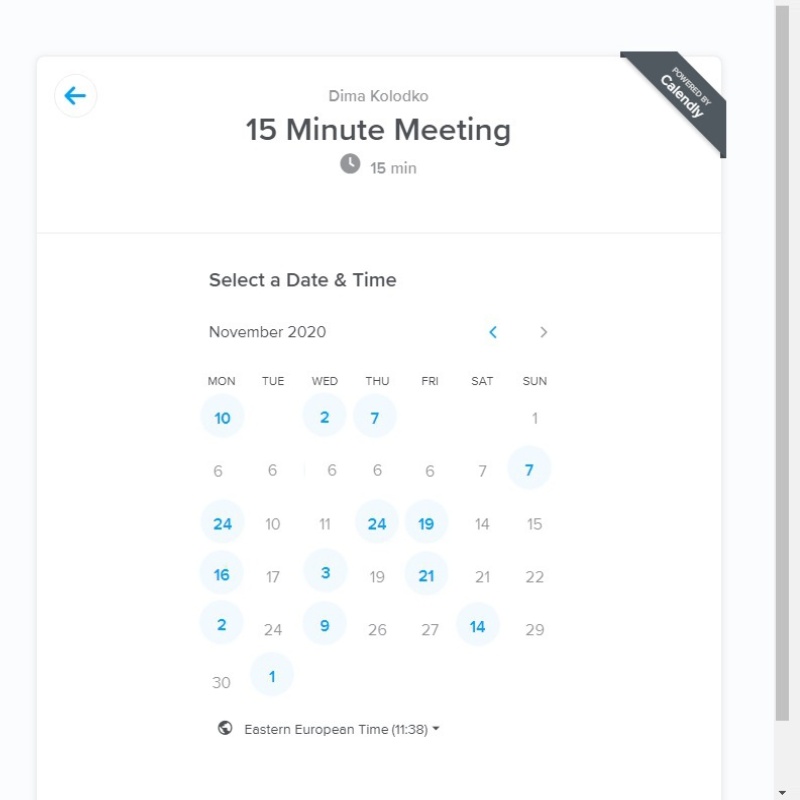 POWERED BY
Calendly
Dima Kolodko
15 Minute Meeting
15 min
Select a Date & Time
November 2020
MON TUE WED THU FRI SAT SUN
10 2 7 1
6 6 6 6 6 7 7
24 10 11 24 19 14 15
16 17 3 19 21 21 22
2 24 9 26 27 14 29
30 1
Eastern European Time (11:38)